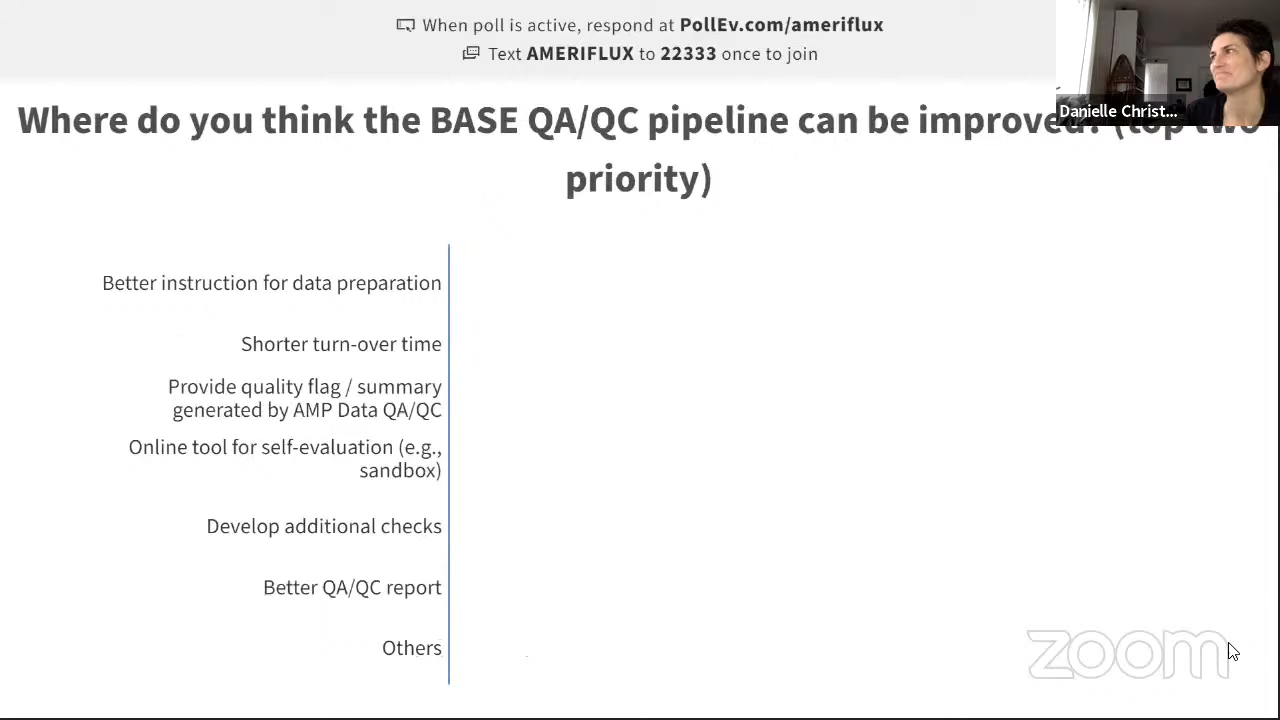 When poll is active, respond at PollEv.com/ameriflux
Text AMERIFLUX to 22333 once to join
Danielle Christ...
Where do you think the BASE QA/QC pipeline can be improved? (top two
priority)
Better instruction for data preparation
Shorter turn-over time
Provide quality flag / summary
generated by AMP Data QA/QC
Online tool for self-evaluation (e.g.,
sandbox)
Develop additional checks
Better QA/QC report
Others
zoom